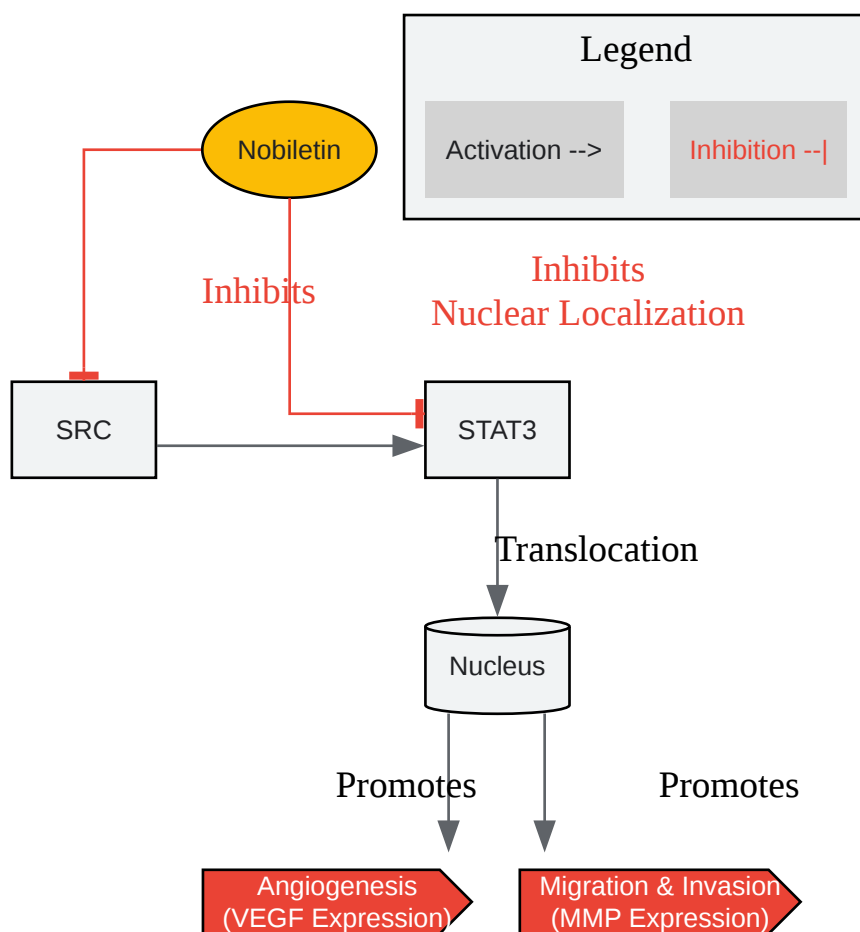 Legend
Nobiletin
Activation -->
Inhibition --|
Inhibits
Inhibits
Nuclear Localization
SRC
STAT3
Translocation
Nucleus
Promotes
Promotes
Angiogenesis
(VEGF Expression)
Migration & Invasion
(MMP Expression)